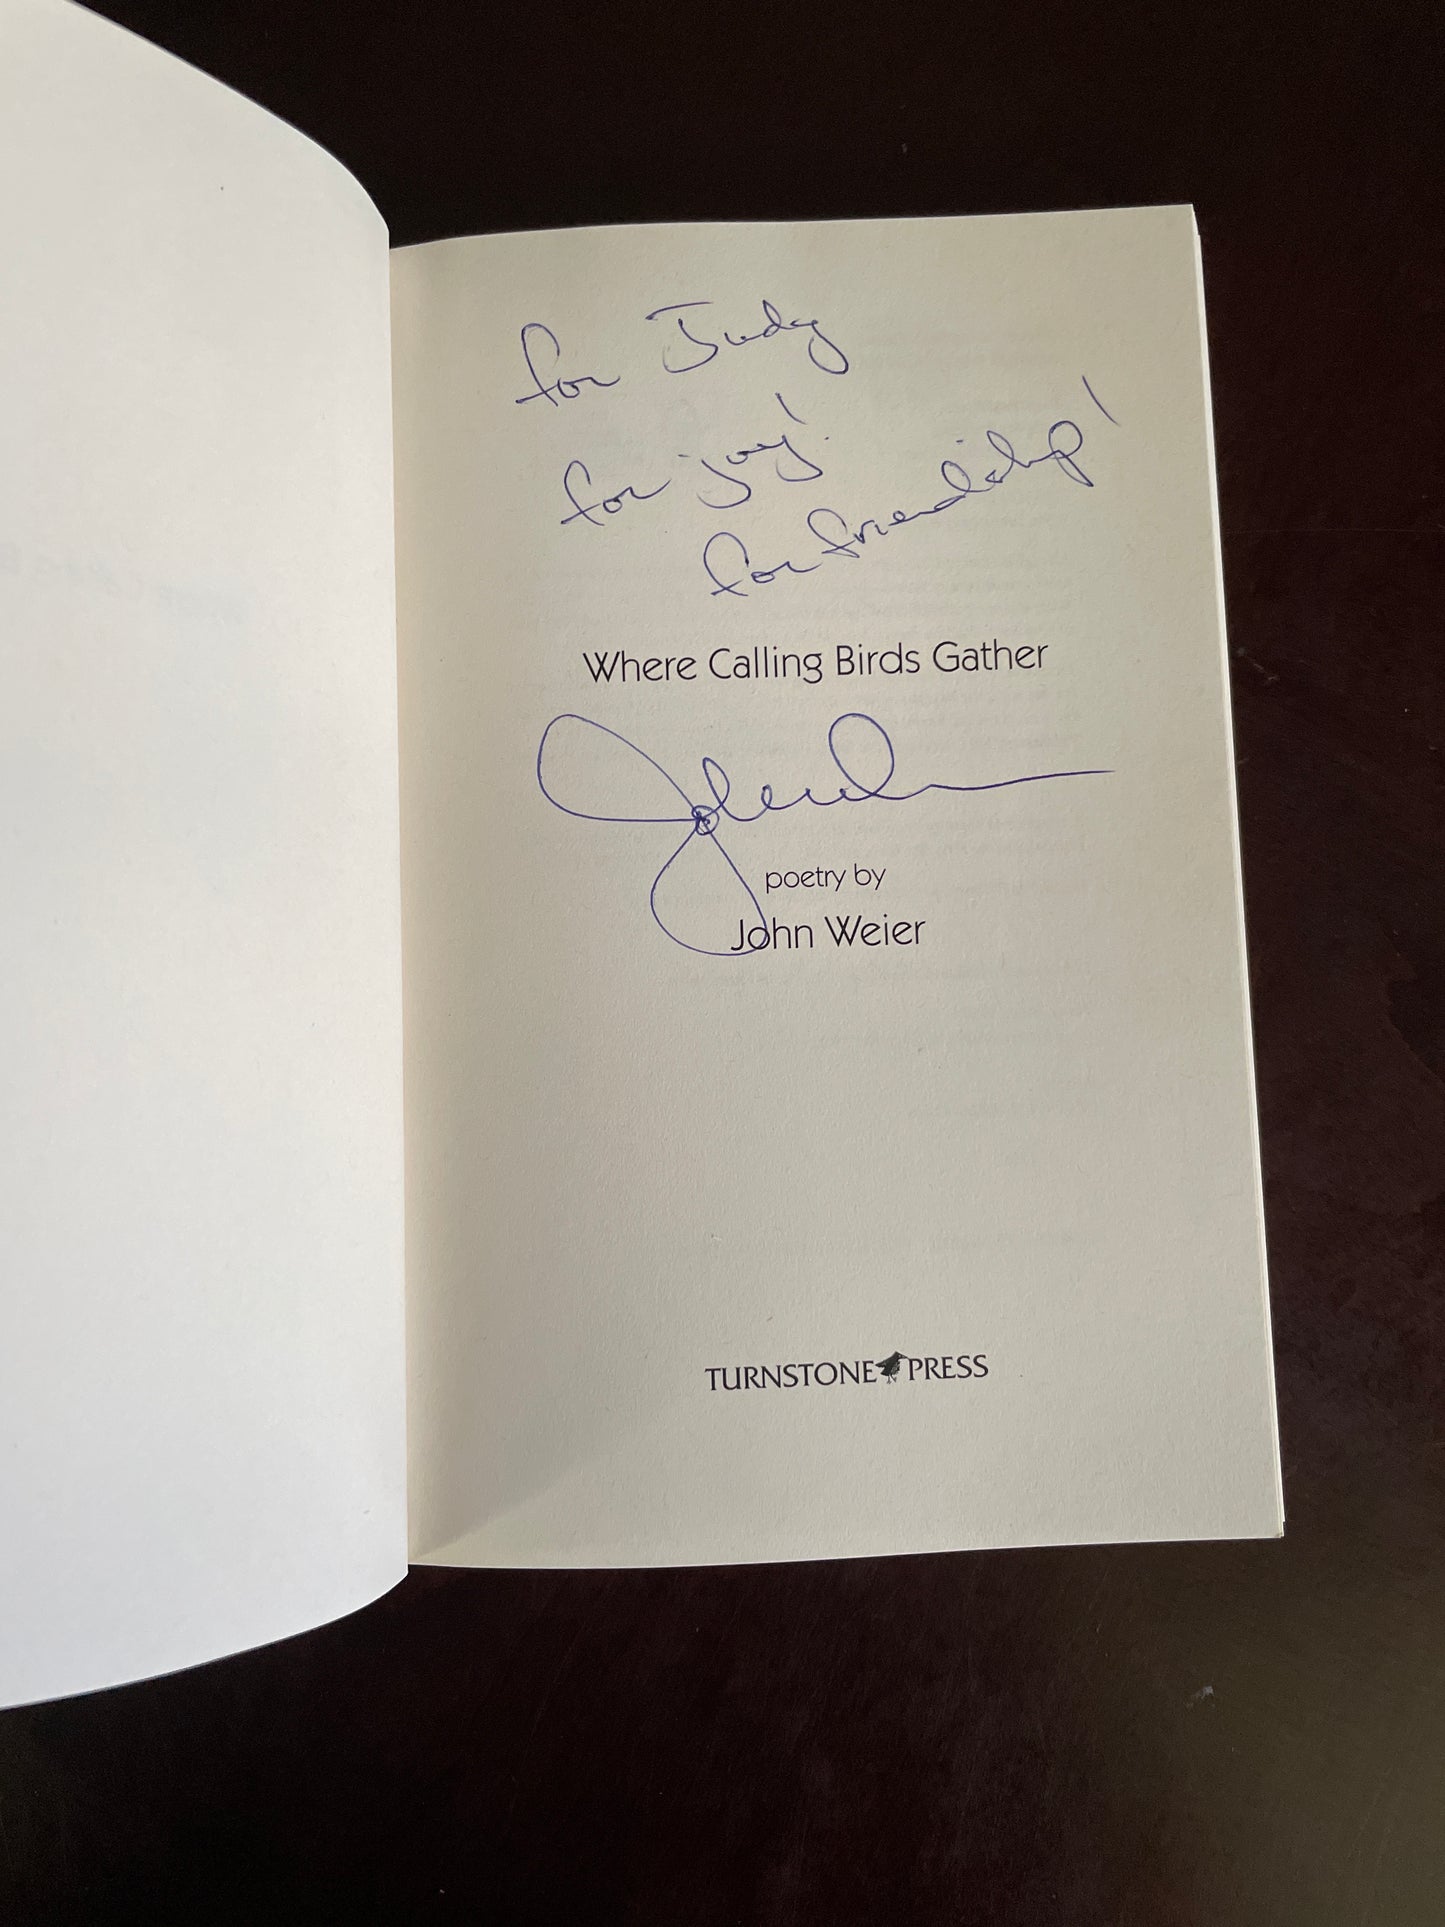 for Judy
for joy!
for friendship!
Where Calling Birds Gather
poetry by
John Weier
TURNSTONE PRESS